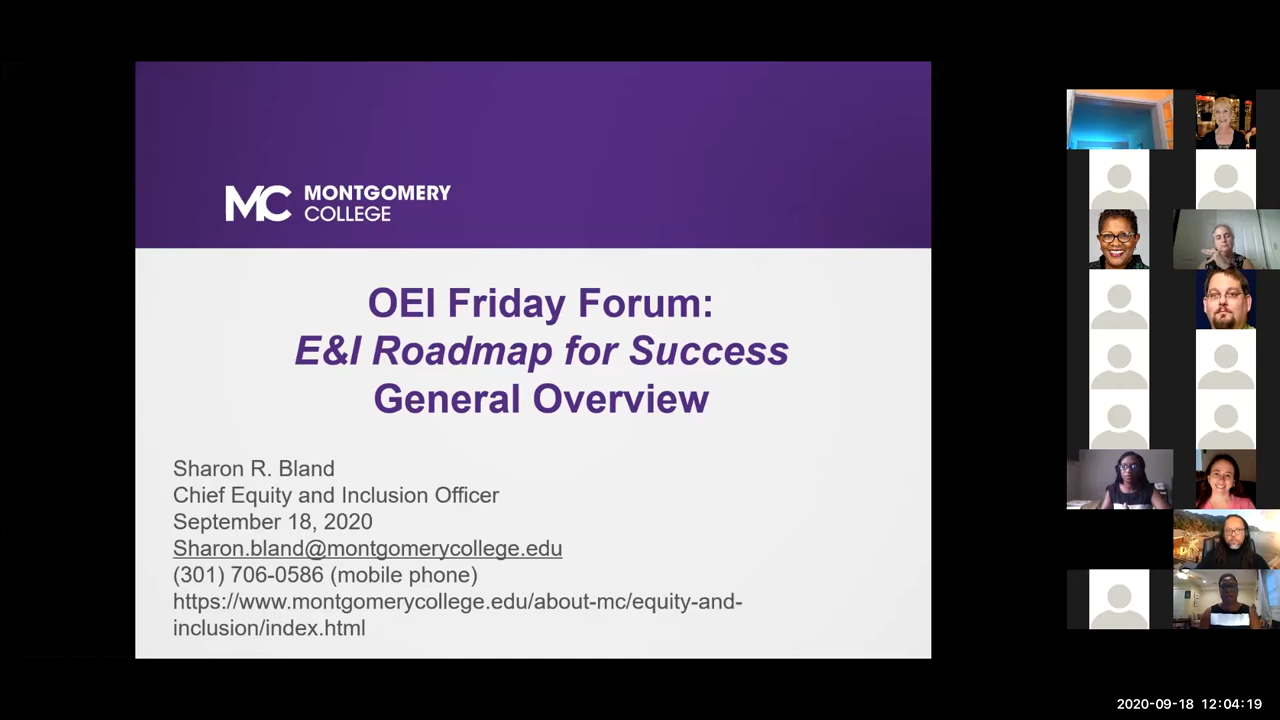 MC MONTGOMERY
COLLEGE
OEI Friday Forum:
E&I Roadmap for Success
General Overview
Sharon R. Bland
Chief Equity and Inclusion Officer
September 18, 2020
Sharon.bland@montgomerycollege.edu
(301) 706-0586 (mobile phone)
https://www.montgomerycollege.edu/about-mc/equity-and-
inclusion/index.html
2020-09-18 12:04:19